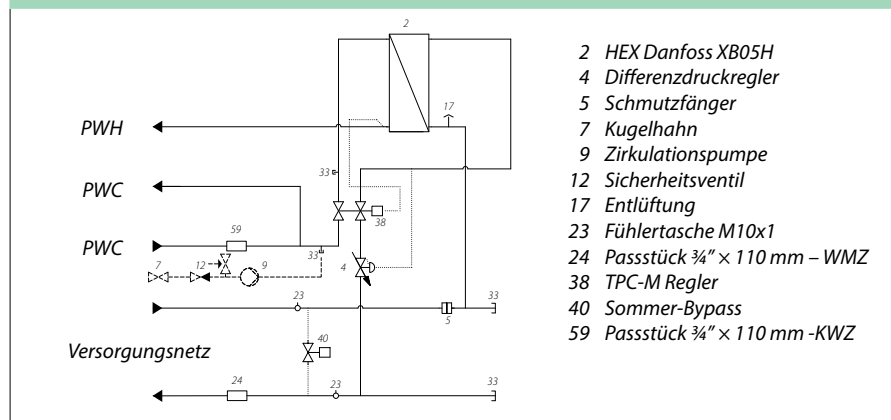 2
17
PWH
33
PWC
59
38
PWC
33
7
12
9
4
23
33
5
40
Versorgungsnetz
24
23
33
2 HEX Danfoss XB05H
4 Differenzdruckregler
5 Schmutzfänger
7 Kugelhahn
9 Zirkulationspumpe
12 Sicherheitsventil
17 Entlüftung
23 Fühlertasche M10x1
24 Passstück ¾" × 110 mm – WMZ
38 TPC-M Regler
40 Sommer-Bypass
59 Passstück ¾" × 110 mm -KWZ